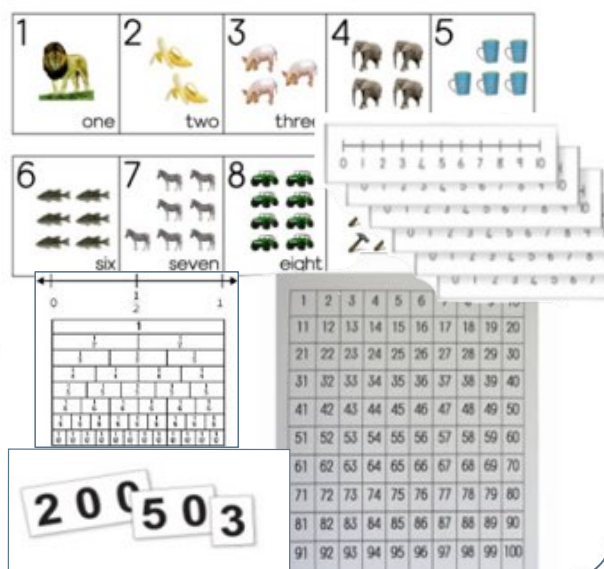 1 2 3 4 5
one two three
0 1 2 3 4 5 6 7 8 9 10
6 7 8
six seven eight
0 1/2 1
1
1 2 3 4 5 6 7 8 9 10
11 12 13 14 15 16 17 18 19 20
21 22 23 24 25 26 27 28 29 30
31 32 33 34 35 36 37 38 39 40
41 42 43 44 45 46 47 48 49 50
51 52 53 54 55 56 57 58 59 60
61 62 63 64 65 66 67 68 69 70
71 72 73 74 75 76 77 78 79 80
81 82 83 84 85 86 87 88 89 90
91 92 93 94 95 96 97 98 99 100
200 50 3